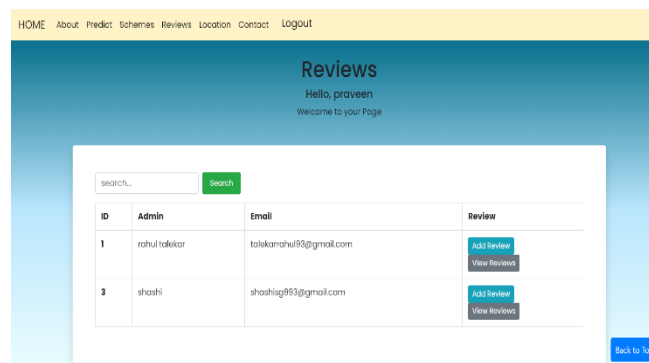 HOME About Predict Schemes Reviews Location Contact Logout
Reviews
Hello, praveen
Welcome to your Page
search... Search
ID Admin Email Review
1 rahul talekar talekarrahul93@gmail.com Add Review
View Reviews
3 shashi shashisg993@gmail.com Add Review
View Reviews
Back to To